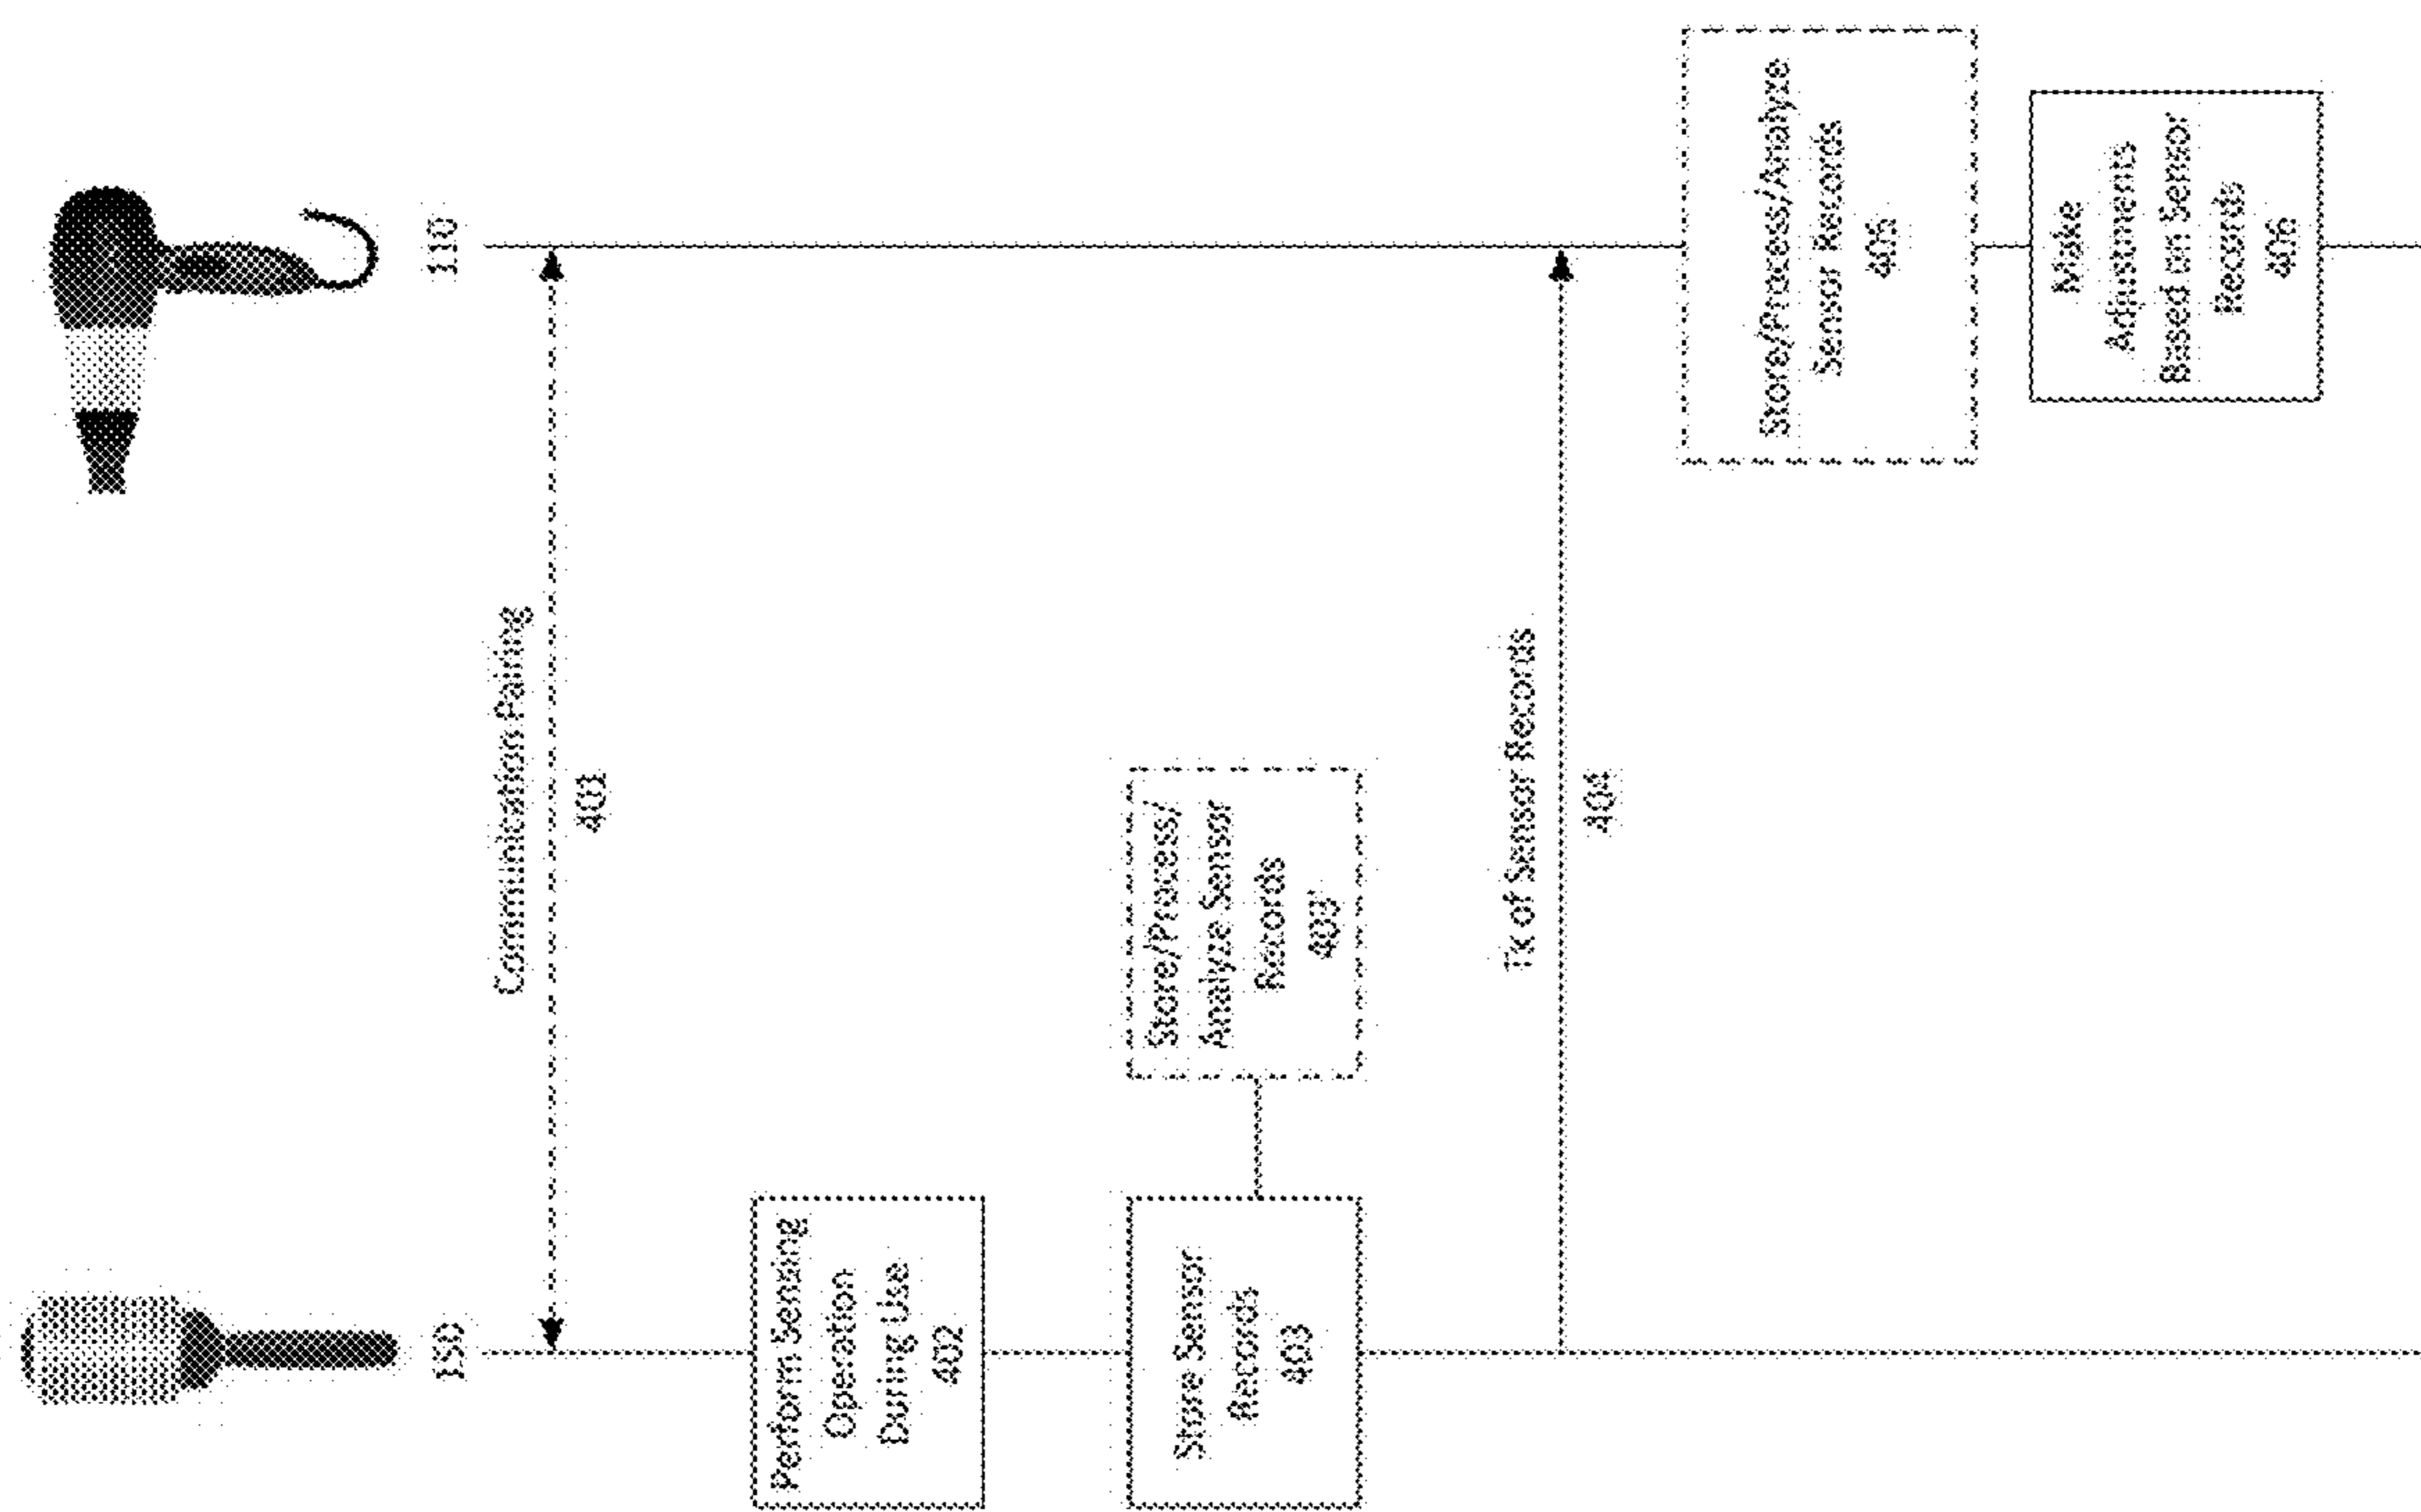 150
110
Communication Pairing
401
Perform Sensing
Operation
During Use
402
Store Sensor
Records
403
Store/Process/
Analyze Sensor
Records
403'
Tx of Sensor Records
404
Store/Process/Analyze
Sensor Records
405
Make
Adjustments
Based on Sensor
Records
406